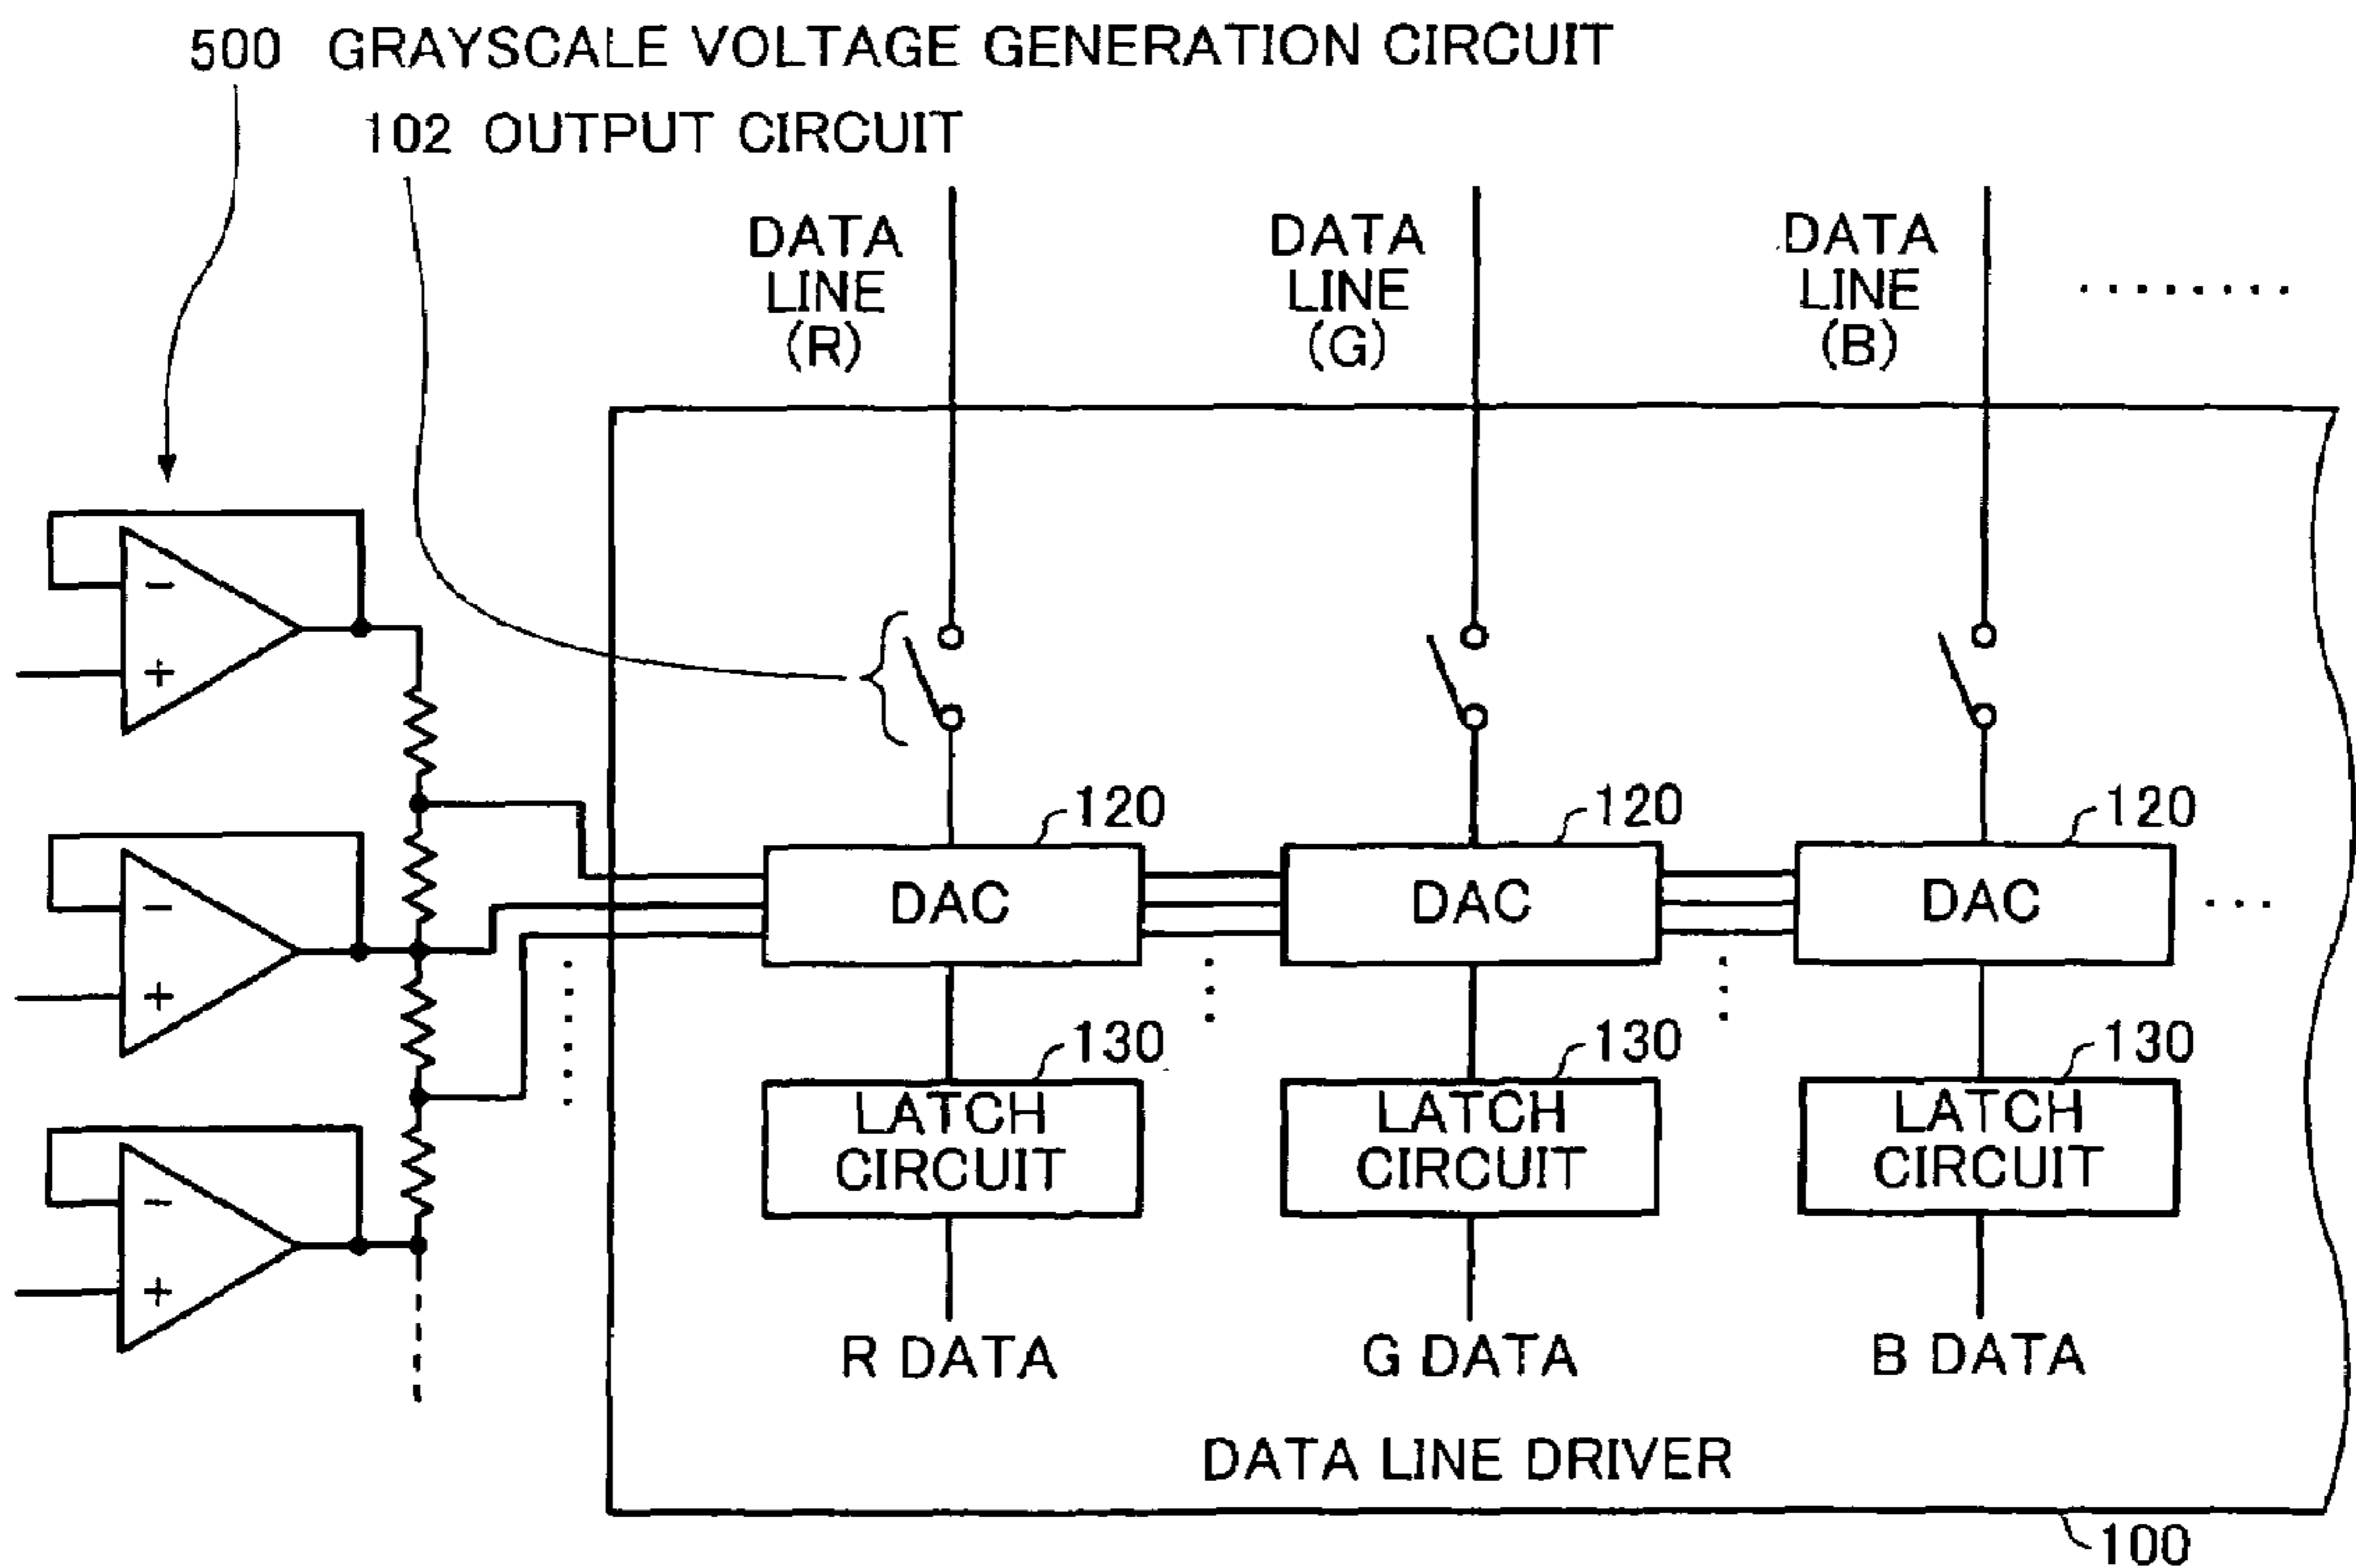 500 GRAYSCALE VOLTAGE GENERATION CIRCUIT
102 OUTPUT CIRCUIT
DATA LINE (R)
DATA LINE (G)
DATA LINE (B)
........
-
+
120
120
120
DAC
DAC
DAC
...
-
+
130
130
130
LATCH CIRCUIT
LATCH CIRCUIT
LATCH CIRCUIT
-
+
R DATA
G DATA
B DATA
DATA LINE DRIVER
100